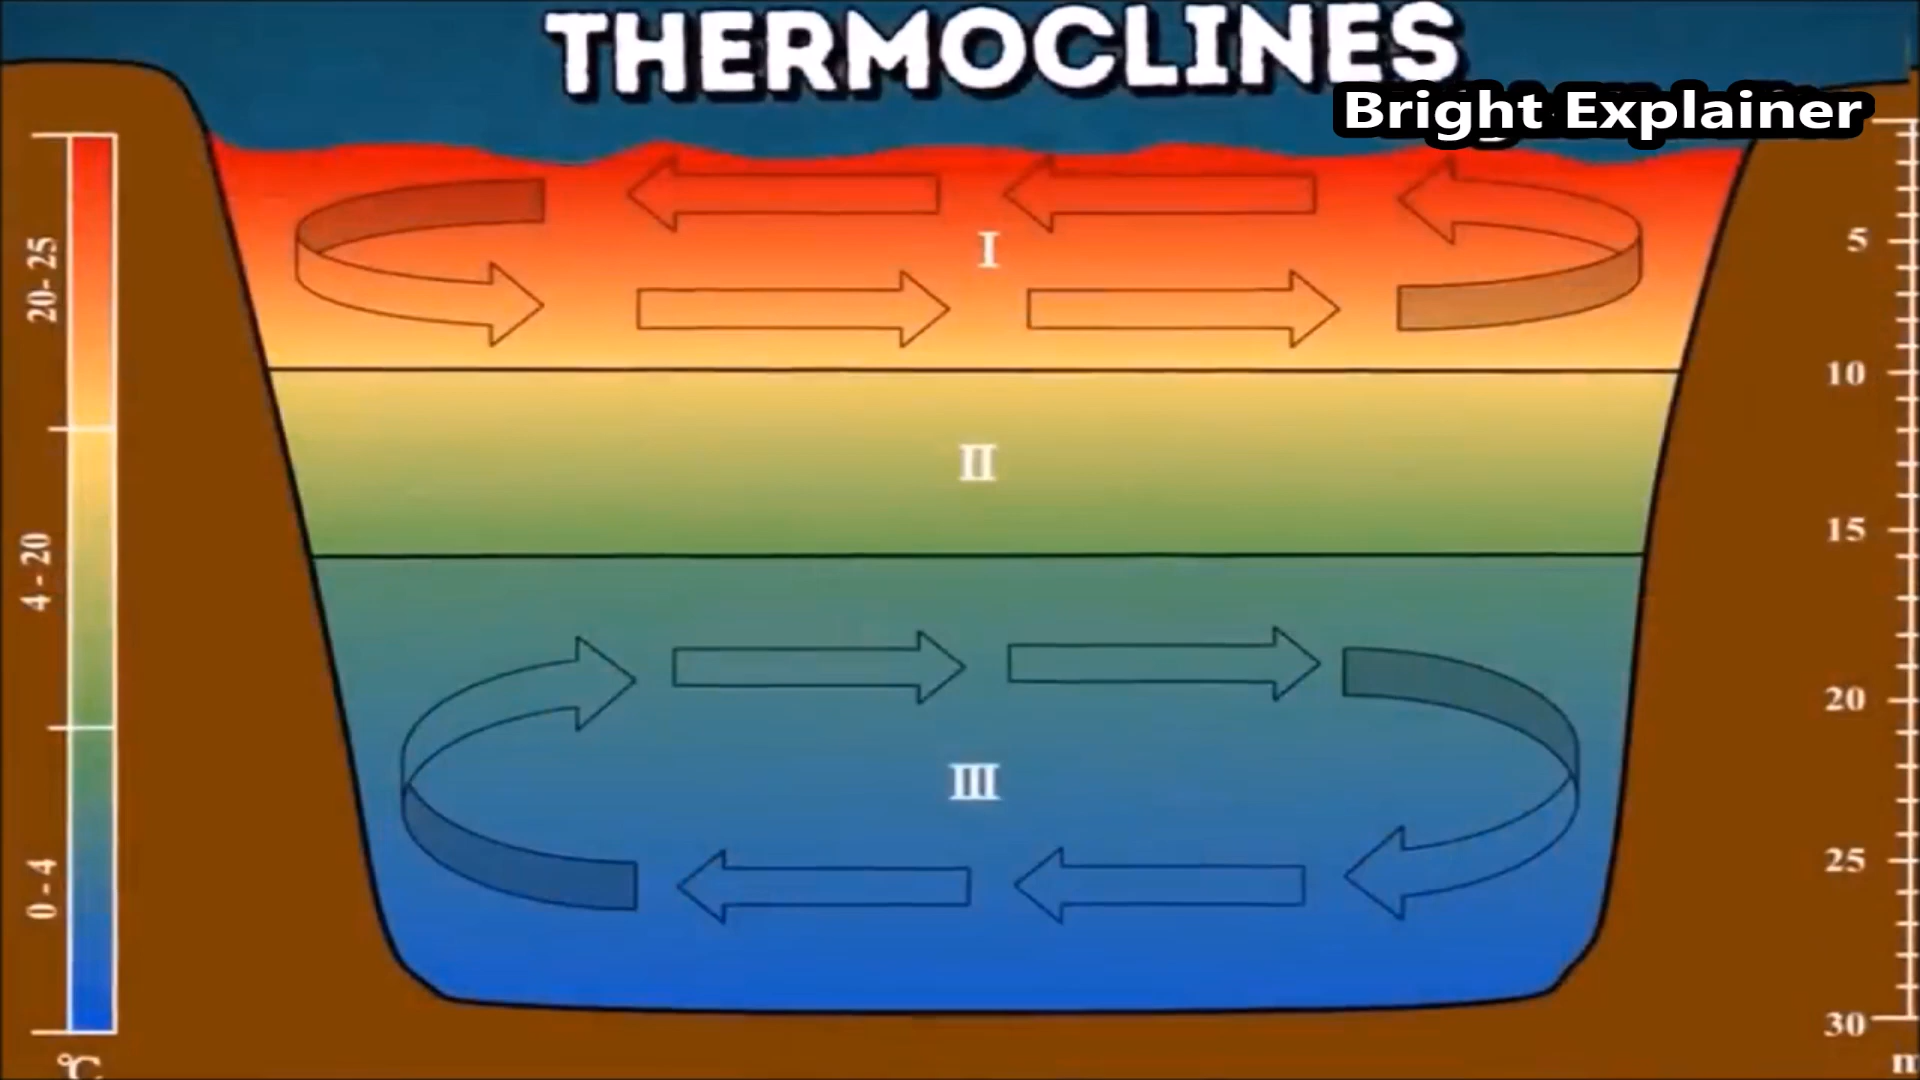 THERMOCLINES
Bright Explainer
20-25
4-20
0-4
°C
I
II
III
5
10
15
20
25
30
m